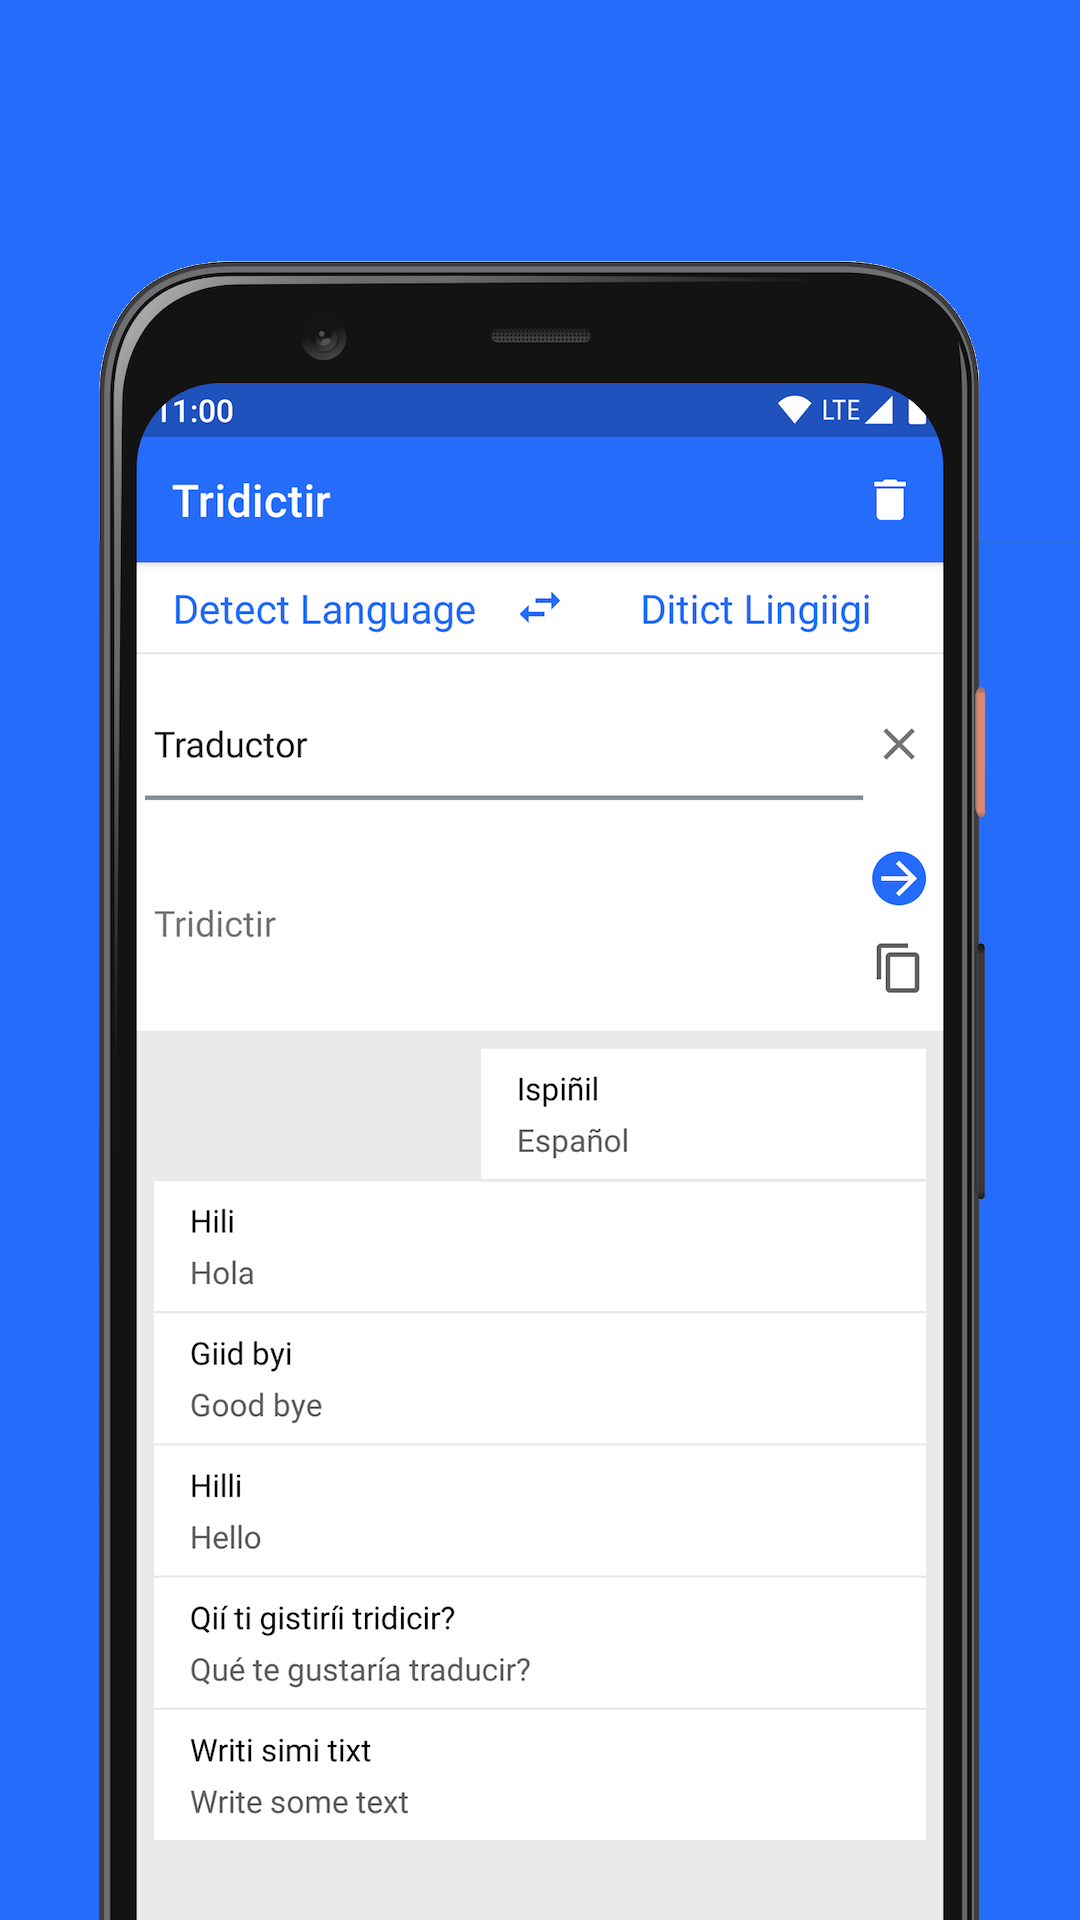 11:00 LTE
Tridictir
Detect Language Ditict Lingiigi
Traductor
Tridictir
Ispiñil
Español
Hili
Hola
Giid byi
Good bye
Hilli
Hello
Qií ti gistiríi tridicir?
Qué te gustaría traducir?
Writi simi tixt
Write some text